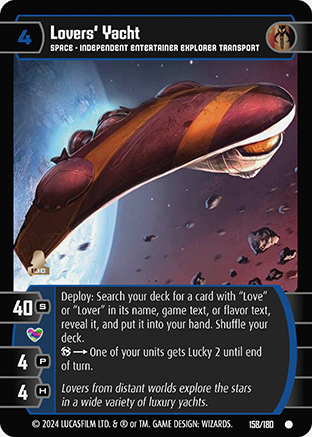 4 Lovers' Yacht
SPACE · INDEPENDENT ENTERTAINER EXPLORER TRANSPORT
40 S
4 P
4 H
Deploy: Search your deck for a card with "Love"
or "Lover" in its name, game text, or flavor text,
reveal it, and put it into your hand. Shuffle your
deck.
→ One of your units gets Lucky 2 until end
of turn.
Lovers from distant worlds explore the stars
in a wide variety of luxury yachts.
© 2024 LUCASFILM LTD. & ® or TM. GAME DESIGN: WIZARDS. 158/180